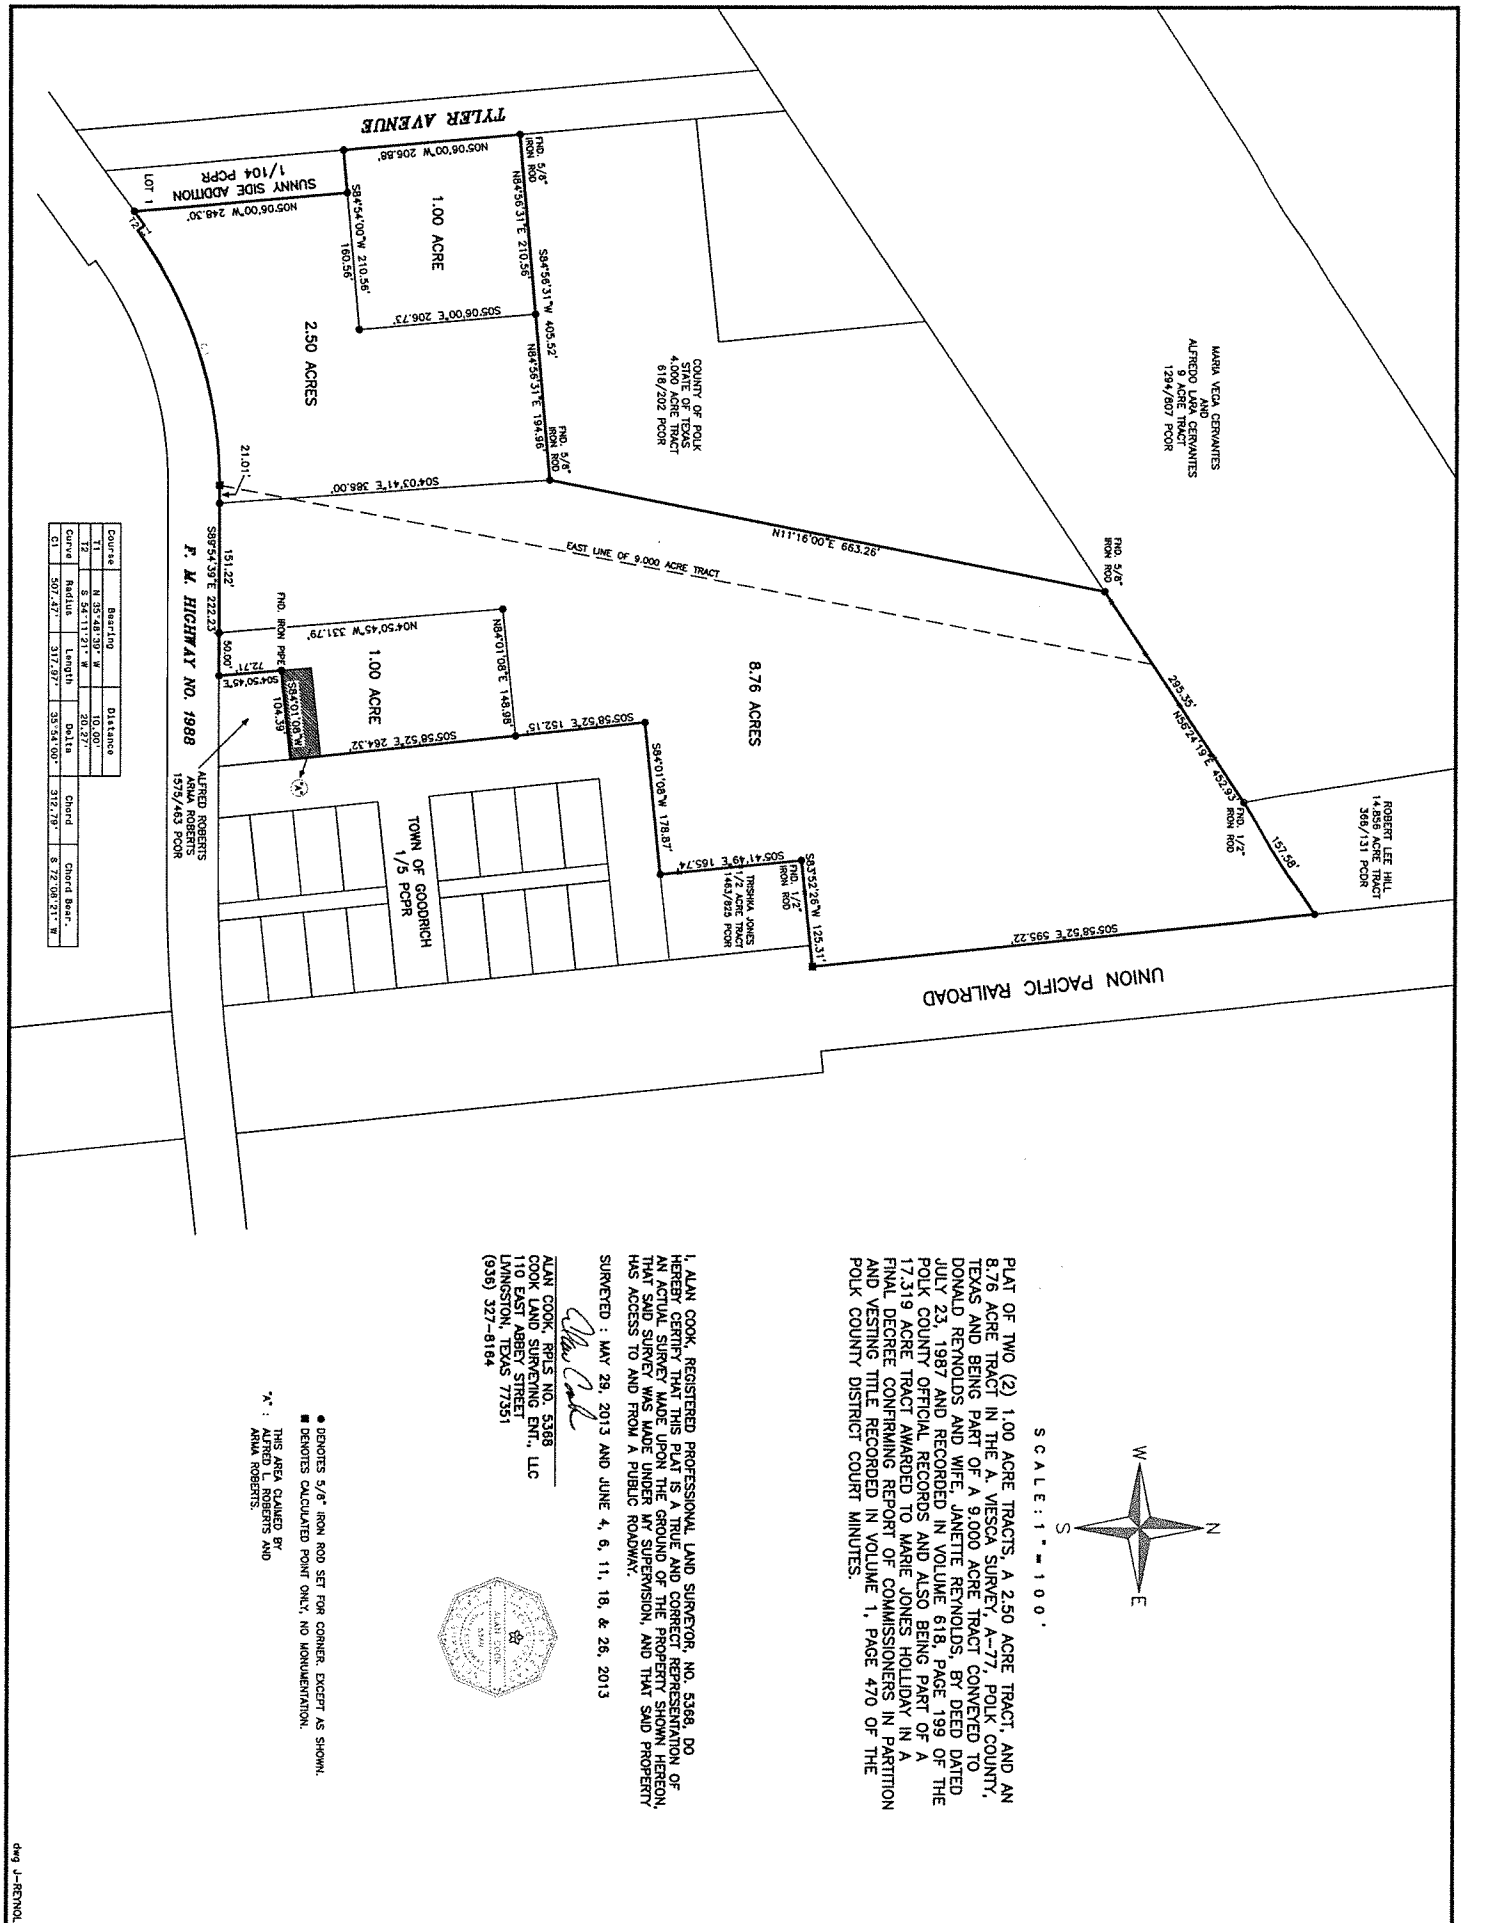 MARIA VEGA CERVANTES
AND
ALFREDO LARA CERVANTES
9 ACRE TRACT
1294/807 PCOR
ROBERT LEE HILL
14.856 ACRE TRACT
368/131 PCDR
TYLER AVENUE
FND. 5/8"
IRON ROD
N84°56'31"E 210.56'
S84°56'31"W 405.52'
N84°56'31"E 194.96'
FND. 5/8"
IRON ROD
COUNTY OF POLK
STATE OF TEXAS
4.000 ACRE TRACT
618/202 PCOR
N05°06'00"W 206.88'
1.00 ACRE
S05°06'00"E 206.73'
S84°54'00"W 210.56'
160.56'
SUNNY SIDE ADDITION
1/104 PCPR
LOT 1
N05°06'00"W 248.30'
T2
2.50 ACRES
S04°03'41"E 386.00'
21.01'
N11°16'00"E 663.26'
EAST LINE OF 9.000 ACRE TRACT
FND. 5/8"
IRON ROD
295.35'
N56°24'19"E 452.93'
FND. 1/2"
IRON ROD
157.58'
8.76 ACRES
S05°58'52"E 595.22'
UNION PACIFIC RAILROAD
S83°52'26"W 125.31'
FND. 1/2"
IRON ROD
S05°41'49"E 165.74'
TRISHKA JONES
1/2 ACRE TRACT
1463/825 PCOR
S84°01'08"W 178.87'
S05°58'52"E 152.15'
N84°01'08"E 148.98'
N04°50'45"W 331.79'
1.00 ACRE
S05°58'52"E 264.32'
FND. IRON PIPE
S84°01'08"W
104.39'
"A"
S04°50'45"E
72.71'
50.00'
151.22'
S89°54'39"E 222.23'
F. M. HIGHWAY NO. 1988
TOWN OF GOODRICH
1/5 PCPR
ALFRED ROBERTS
ARMA ROBERTS
1575/463 PCOR
Course Bearing Distance
T1 N 35°48'39" W 10.00'
T2 S 54°11'21" W 20.27'
Curve Radius Length Delta Chord Chord Bear.
C1 507.47' 317.97' 35°54'00" 312.79' S 72°08'21" W
N
W
E
S
SCALE: 1" = 100'
PLAT OF TWO (2) 1.00 ACRE TRACTS, A 2.50 ACRE TRACT, AND AN
8.76 ACRE TRACT IN THE A. VIESCA SURVEY, A-77, POLK COUNTY,
TEXAS AND BEING PART OF A 9.000 ACRE TRACT CONVEYED TO
DONALD REYNOLDS AND WIFE, JANETTE REYNOLDS, BY DEED DATED
JULY 23, 1987 AND RECORDED IN VOLUME 618, PAGE 199 OF THE
POLK COUNTY OFFICIAL RECORDS AND ALSO BEING PART OF A
17.319 ACRE TRACT AWARDED TO MARIE JONES HOLLIDAY IN A
FINAL DECREE CONFIRMING REPORT OF COMMISSIONERS IN PARTITION
AND VESTING TITLE RECORDED IN VOLUME 1, PAGE 470 OF THE
POLK COUNTY DISTRICT COURT MINUTES.
I, ALAN COOK, REGISTERED PROFESSIONAL LAND SURVEYOR, NO. 5368, DO
HEREBY CERTIFY THAT THIS PLAT IS A TRUE AND CORRECT REPRESENTATION OF
AN ACTUAL SURVEY MADE UPON THE GROUND OF THE PROPERTY SHOWN HEREON,
THAT SAID SURVEY WAS MADE UNDER MY SUPERVISION, AND THAT SAID PROPERTY
HAS ACCESS TO AND FROM A PUBLIC ROADWAY.
SURVEYED : MAY 29, 2013 AND JUNE 4, 6, 11, 18, & 26, 2013
Alan Cook
ALAN COOK, RPLS NO. 5368
COOK LAND SURVEYING ENT., LLC
110 EAST ABBEY STREET
LIVINGSTON, TEXAS 77351
(936) 327-8164
ALAN COOK
● DENOTES 5/8" IRON ROD SET FOR CORNER. EXCEPT AS SHOWN.
■ DENOTES CALCULATED POINT ONLY, NO MONUMENTATION.
THIS AREA CLAIMED BY
"A" : ALFRED L. ROBERTS AND
ARMA ROBERTS.
dwg J-REYNOL